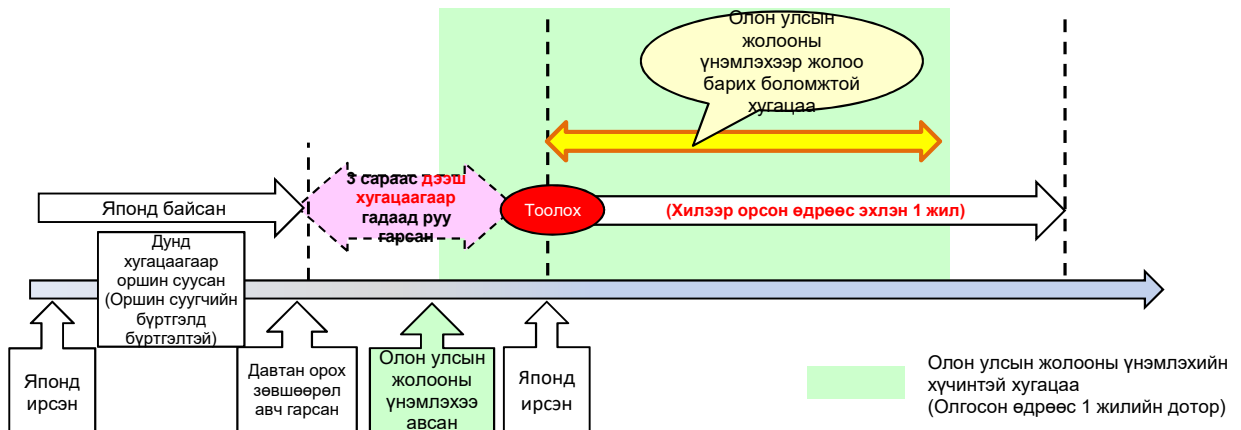 Олон улсын
жолооны
үнэмлэхээр жолоо
барих боломжтой
хугацаа
Японд байсан
3 сараас дээш
хугацаагаар
гадаад руу
гарсан
Тоолох
(Хилээр орсон өдрөөс эхлэн 1 жил)
Дунд
хугацаагаар
оршин суусан
(Оршин суугчийн
бүртгэлд
бүртгэлтэй)
Японд
ирсэн
Давтан орох
зөвшөөрөл
авч гарсан
Олон улсын
жолооны
үнэмлэхээ
авсан
Японд
ирсэн
Олон улсын жолооны үнэмлэхийн
хүчинтэй хугацаа
(Олгосон өдрөөс 1 жилийн дотор)